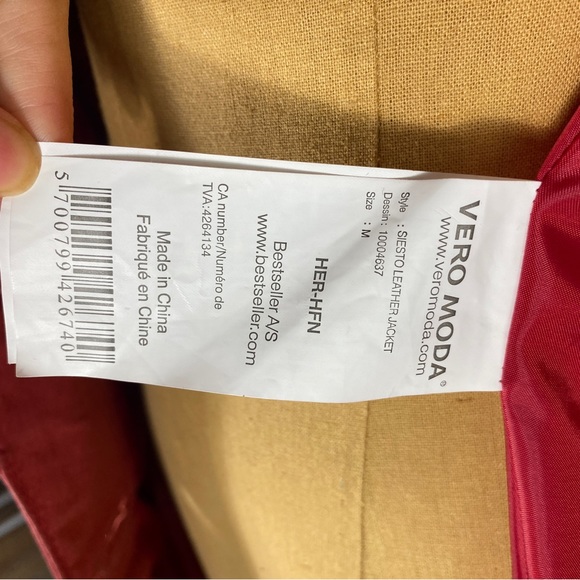 VERO MODA®
www.veromoda.com
Style : SIESTO LEATHER JACKET
Dessin : 10004637
Size : M
HER-HFN
Bestseller A/S
www.bestseller.com
CA number/Numéro de
TVA:4264134
Made in China
Fabriqué en Chine
5 700799 426740